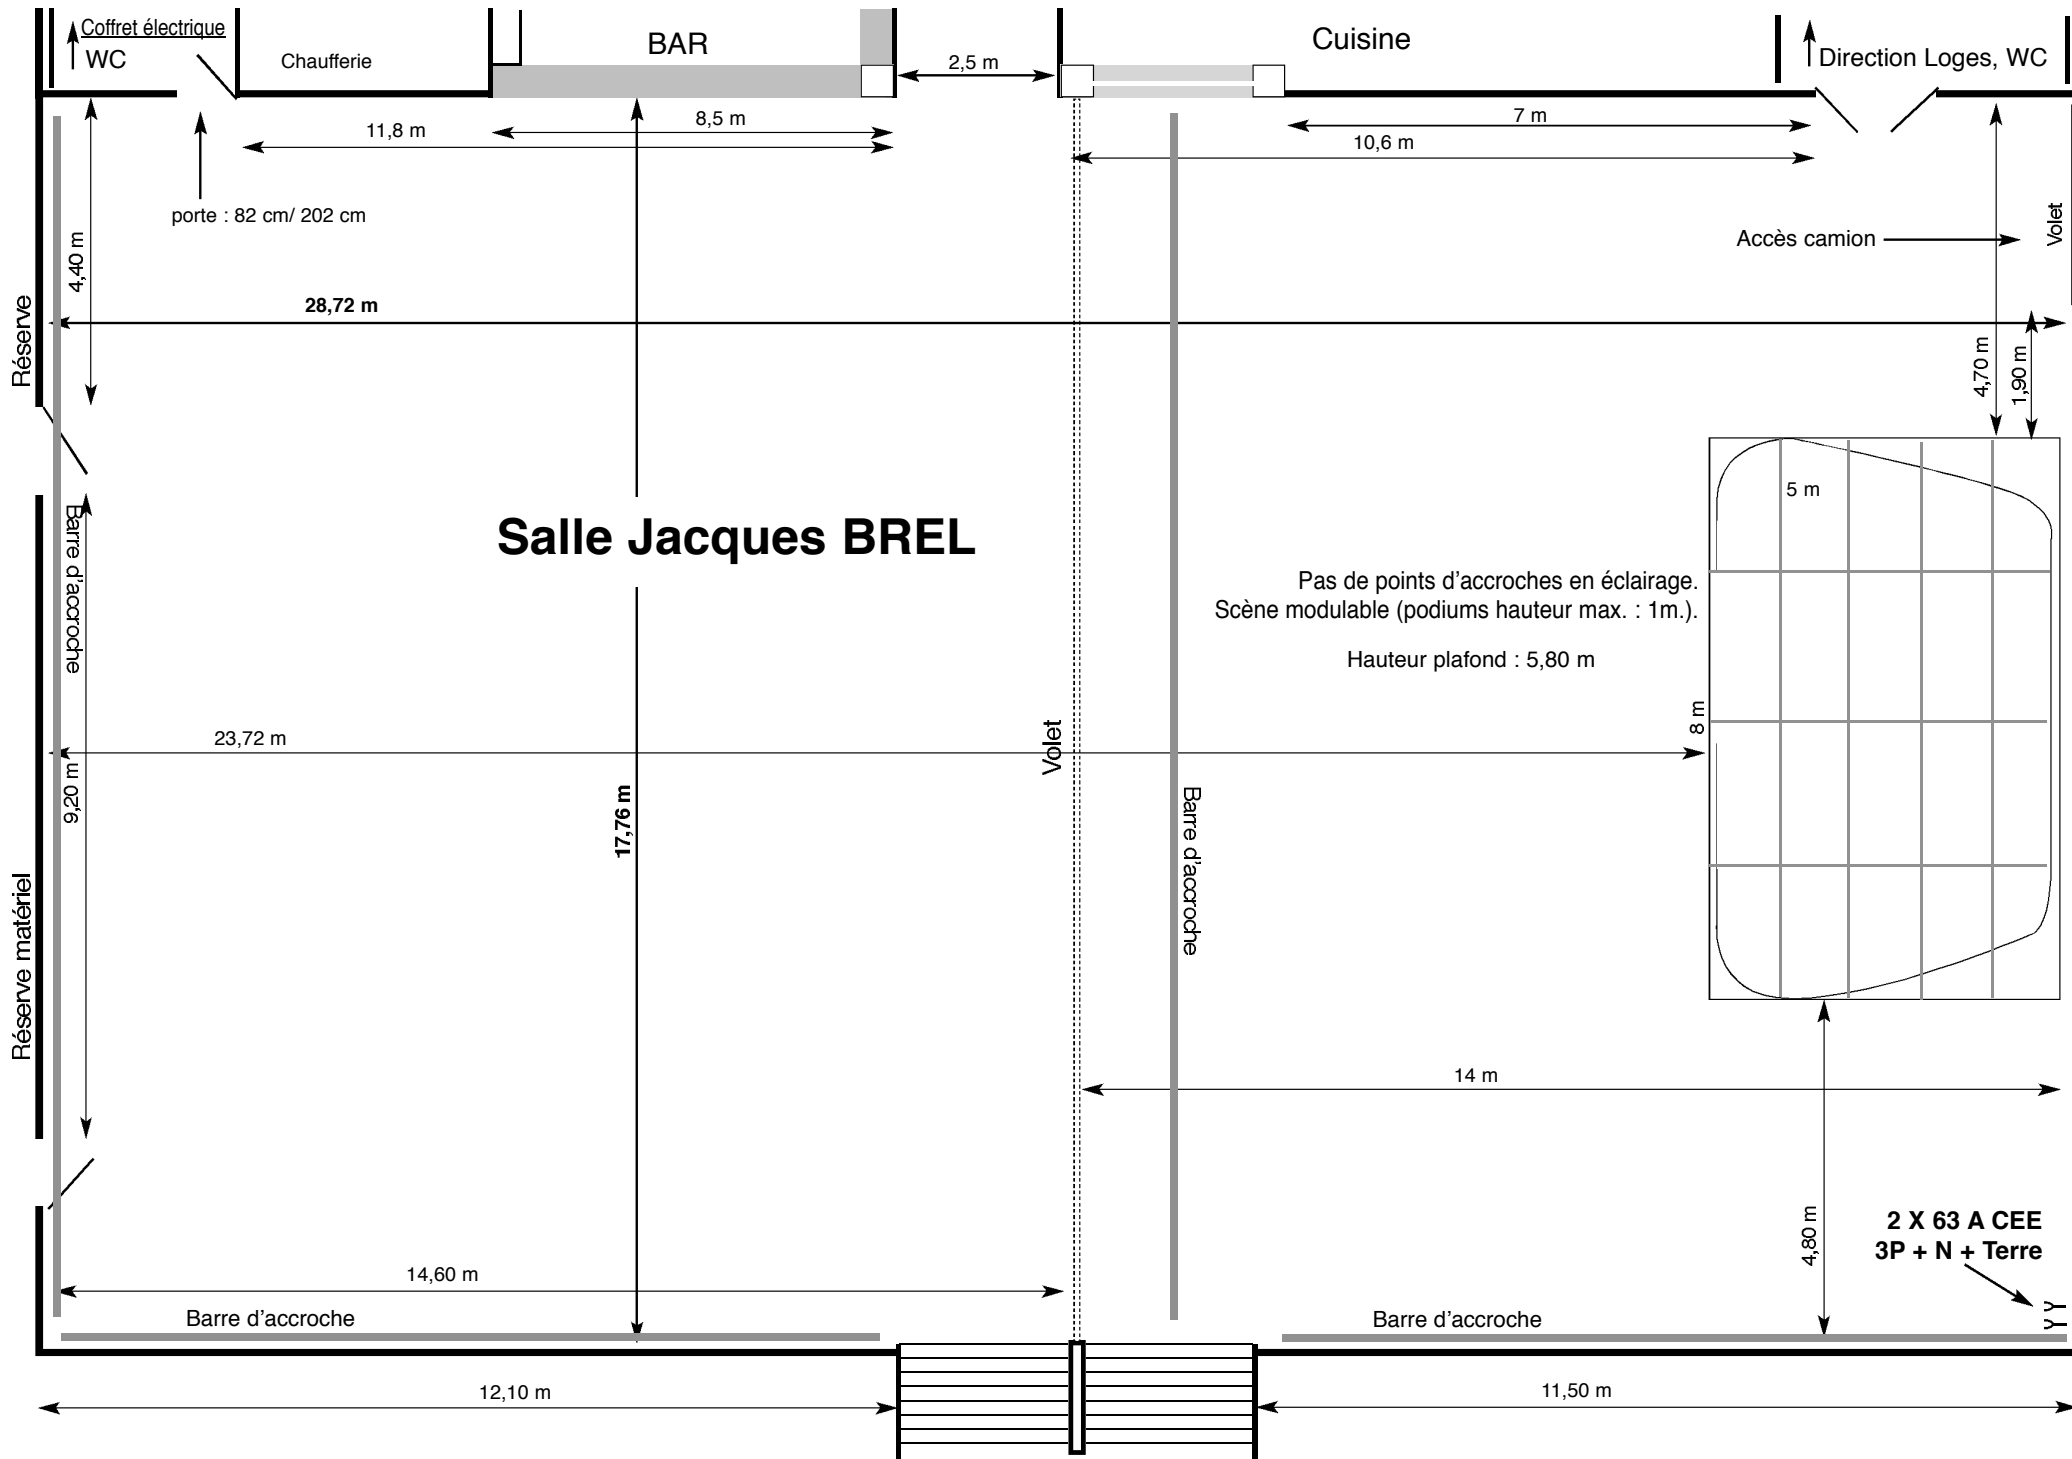 Coffret électrique
WC
Chaufferie
BAR
2,5 m
Cuisine
Direction Loges, WC
11,8 m
8,5 m
7 m
10,6 m
porte : 82 cm/ 202 cm
4,40 m
Accès camion
Volet
Réserve
28,72 m
4,70 m
1,90 m
Barre d'accroche
5 m
Salle Jacques BREL
Pas de points d'accroches en éclairage.
Scène modulable (podiums hauteur max. : 1m.).
Hauteur plafond : 5,80 m
8 m
23,72 m
Volet
9,20 m
17,76 m
Barre d'accroche
Réserve matériel
14 m
4,80 m
2 X 63 A CEE
3P + N + Terre
14,60 m
Barre d'accroche
Barre d'accroche
12,10 m
11,50 m